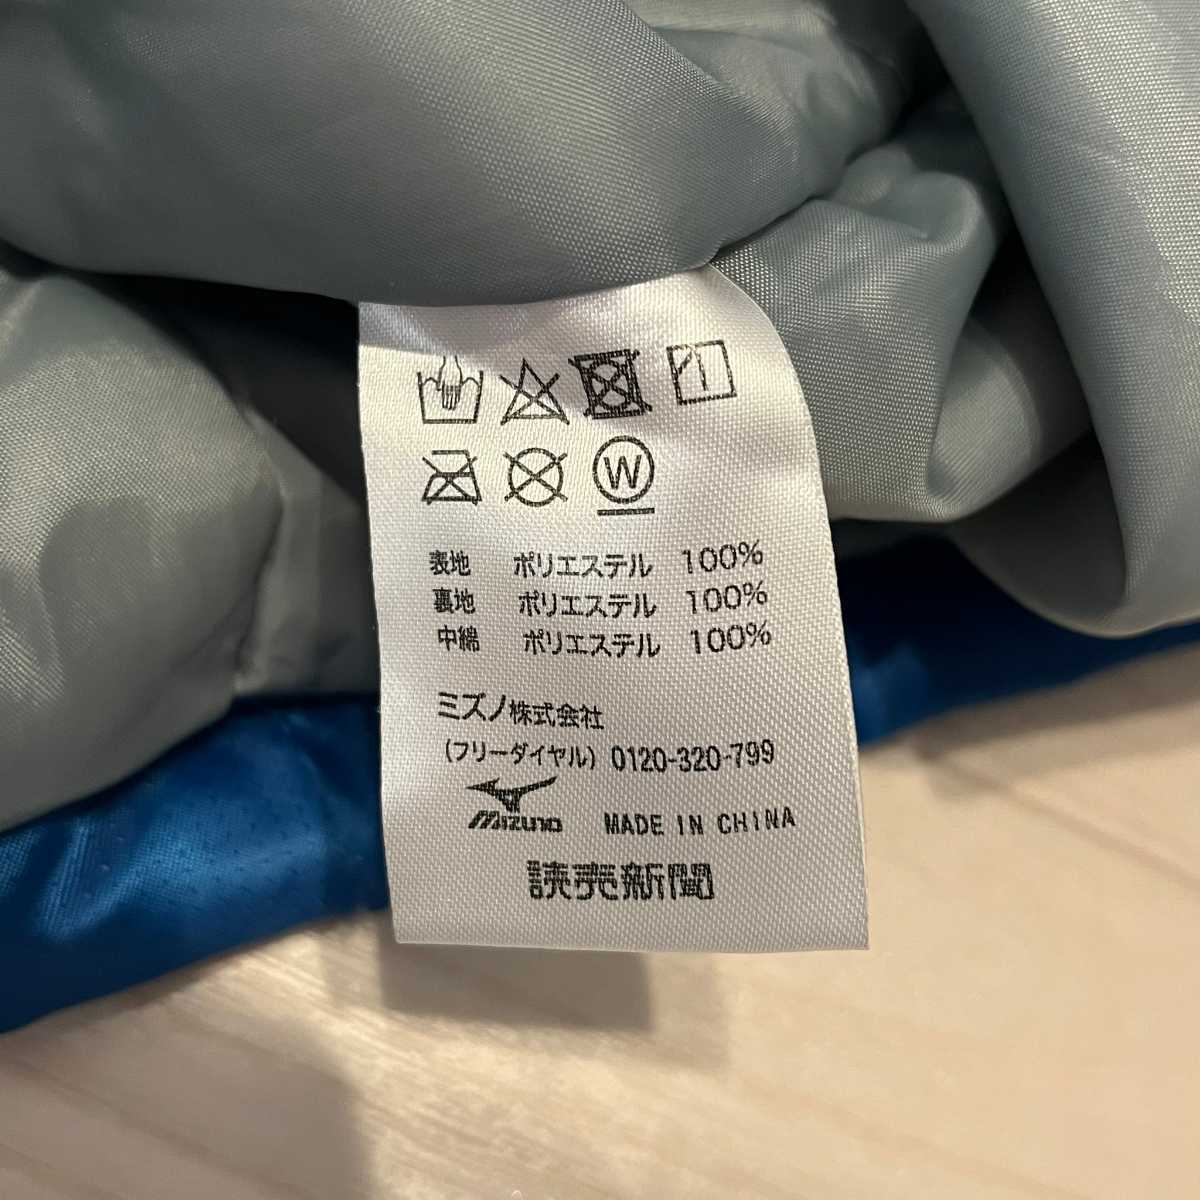 W
表地 ポリエステル 100%
裏地 ポリエステル 100%
中綿 ポリエステル 100%
ミズノ株式会社
(フリーダイヤル) 0120-320-799
MIZUNO MADE IN CHINA
読売新聞